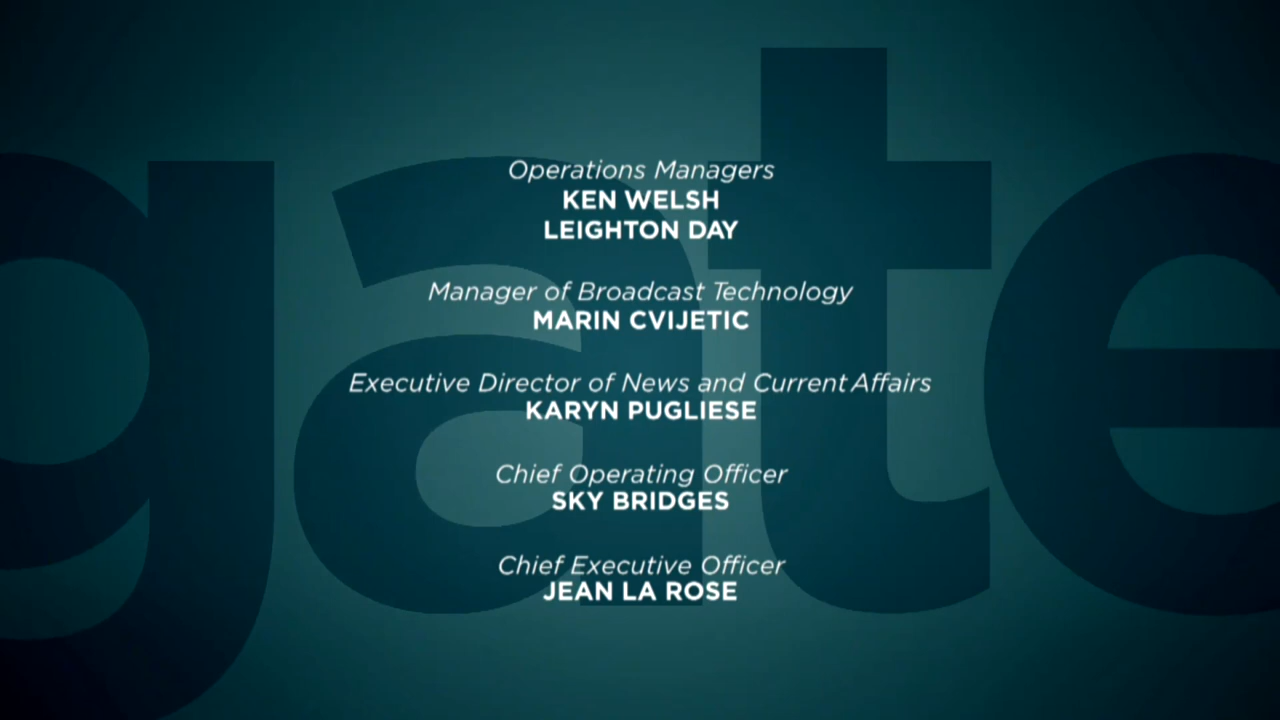 gate
Operations Managers
KEN WELSH
LEIGHTON DAY
Manager of Broadcast Technology
MARIN CVIJETIC
Executive Director of News and Current Affairs
KARYN PUGLIESE
Chief Operating Officer
SKY BRIDGES
Chief Executive Officer
JEAN LA ROSE